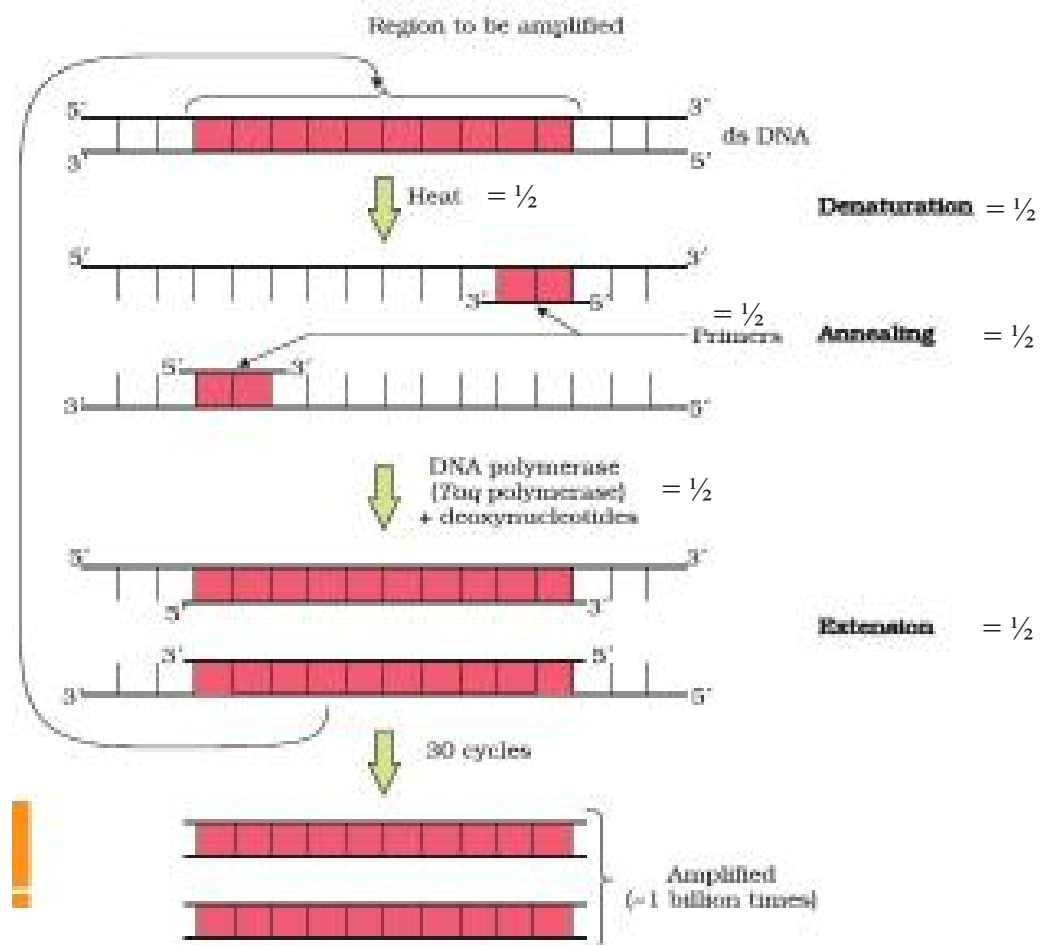 Region to be amplified
5′ 3′
ds DNA
3′ 5′
Heat = ½
Denaturation = ½
5′ 3′
3′ 5′
= ½
Primers Annealing = ½
5′ 3′
3′ 5′
DNA polymerase
(Taq polymerase) = ½
+ deoxynucleotides
5′ 3′
5′ 3′
Extension = ½
3′ 5′
3′ 5′
30 cycles
Amplified
(~1 billion times)